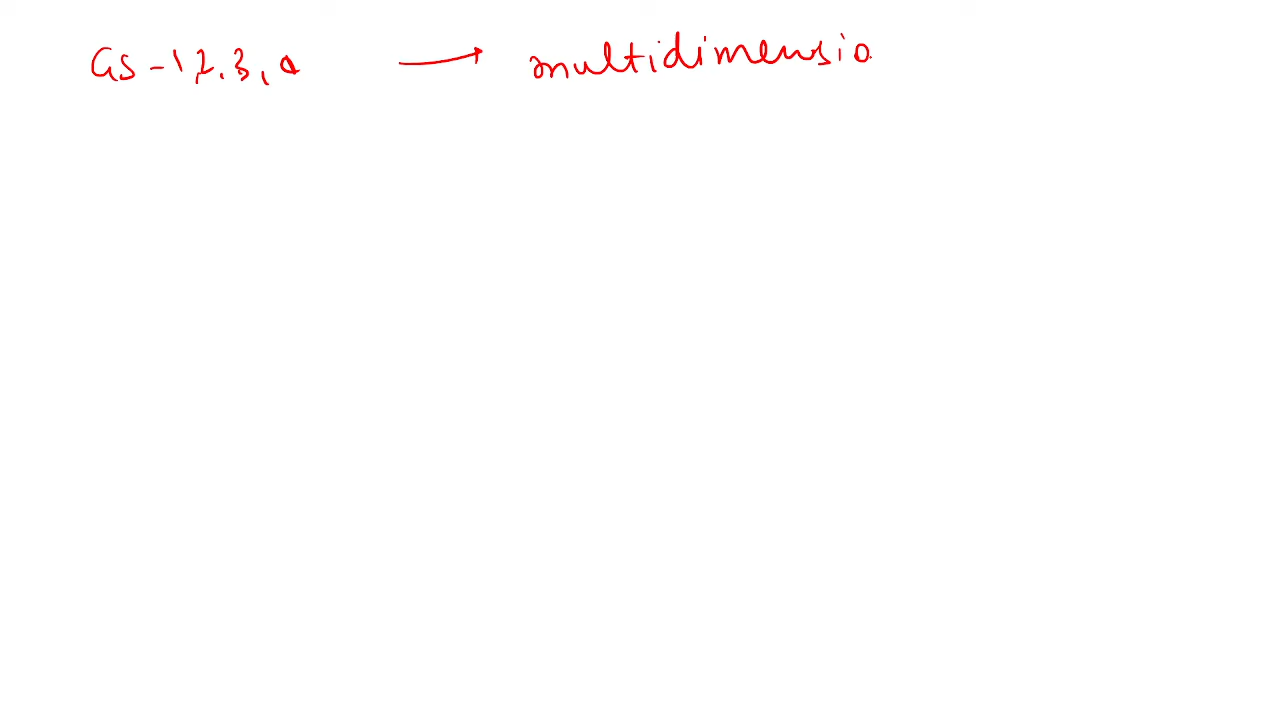 GS - 1, 2, 3, 4 → multidimensio